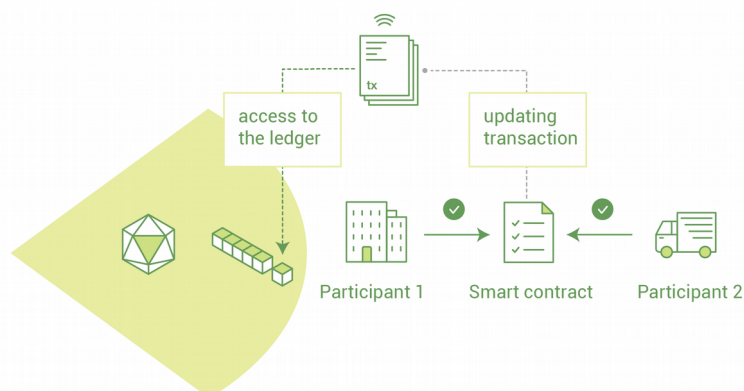 tx
access to
the ledger
updating
transaction
Participant 1
Smart contract
Participant 2